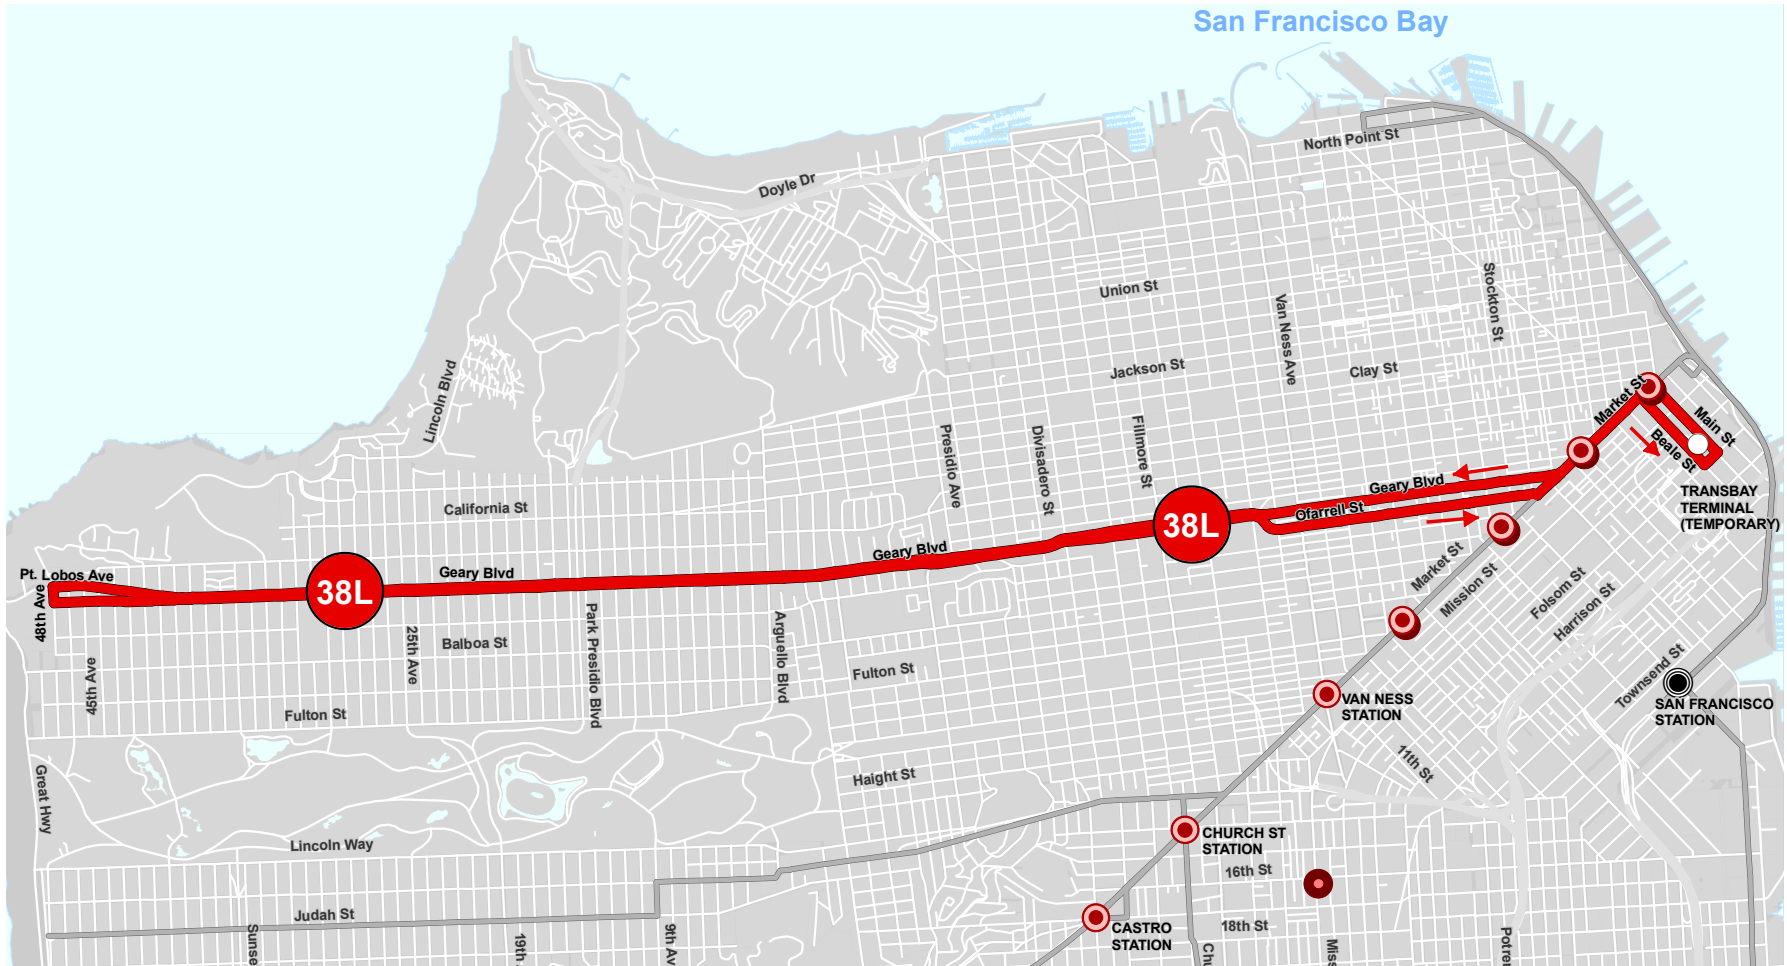 San Francisco Bay
North Point St
Doyle Dr
Union St
Stockton St
Van Ness Ave
Jackson St
Clay St
Lincoln Blvd
Market St
Main St
Beale St
Presidio Ave
Divisadero St
Fillmore St
California St
Geary Blvd
Ofarrell St
38L
TRANSBAY
TERMINAL
(TEMPORARY)
Geary Blvd
Market St
Mission St
Folsom St
Harrison St
Pt. Lobos Ave
48th Ave
38L
Geary Blvd
25th Ave
Balboa St
Park Presidio Blvd
Arguello Blvd
Fulton St
45th Ave
Fulton St
Townsend St
SAN FRANCISCO
STATION
VAN NESS
STATION
11th St
Great Hwy
Haight St
Lincoln Way
CHURCH ST
STATION
16th St
Judah St
18th St
CASTRO
STATION
Sunse
19th
9th Av
Chu
Miss
Potre